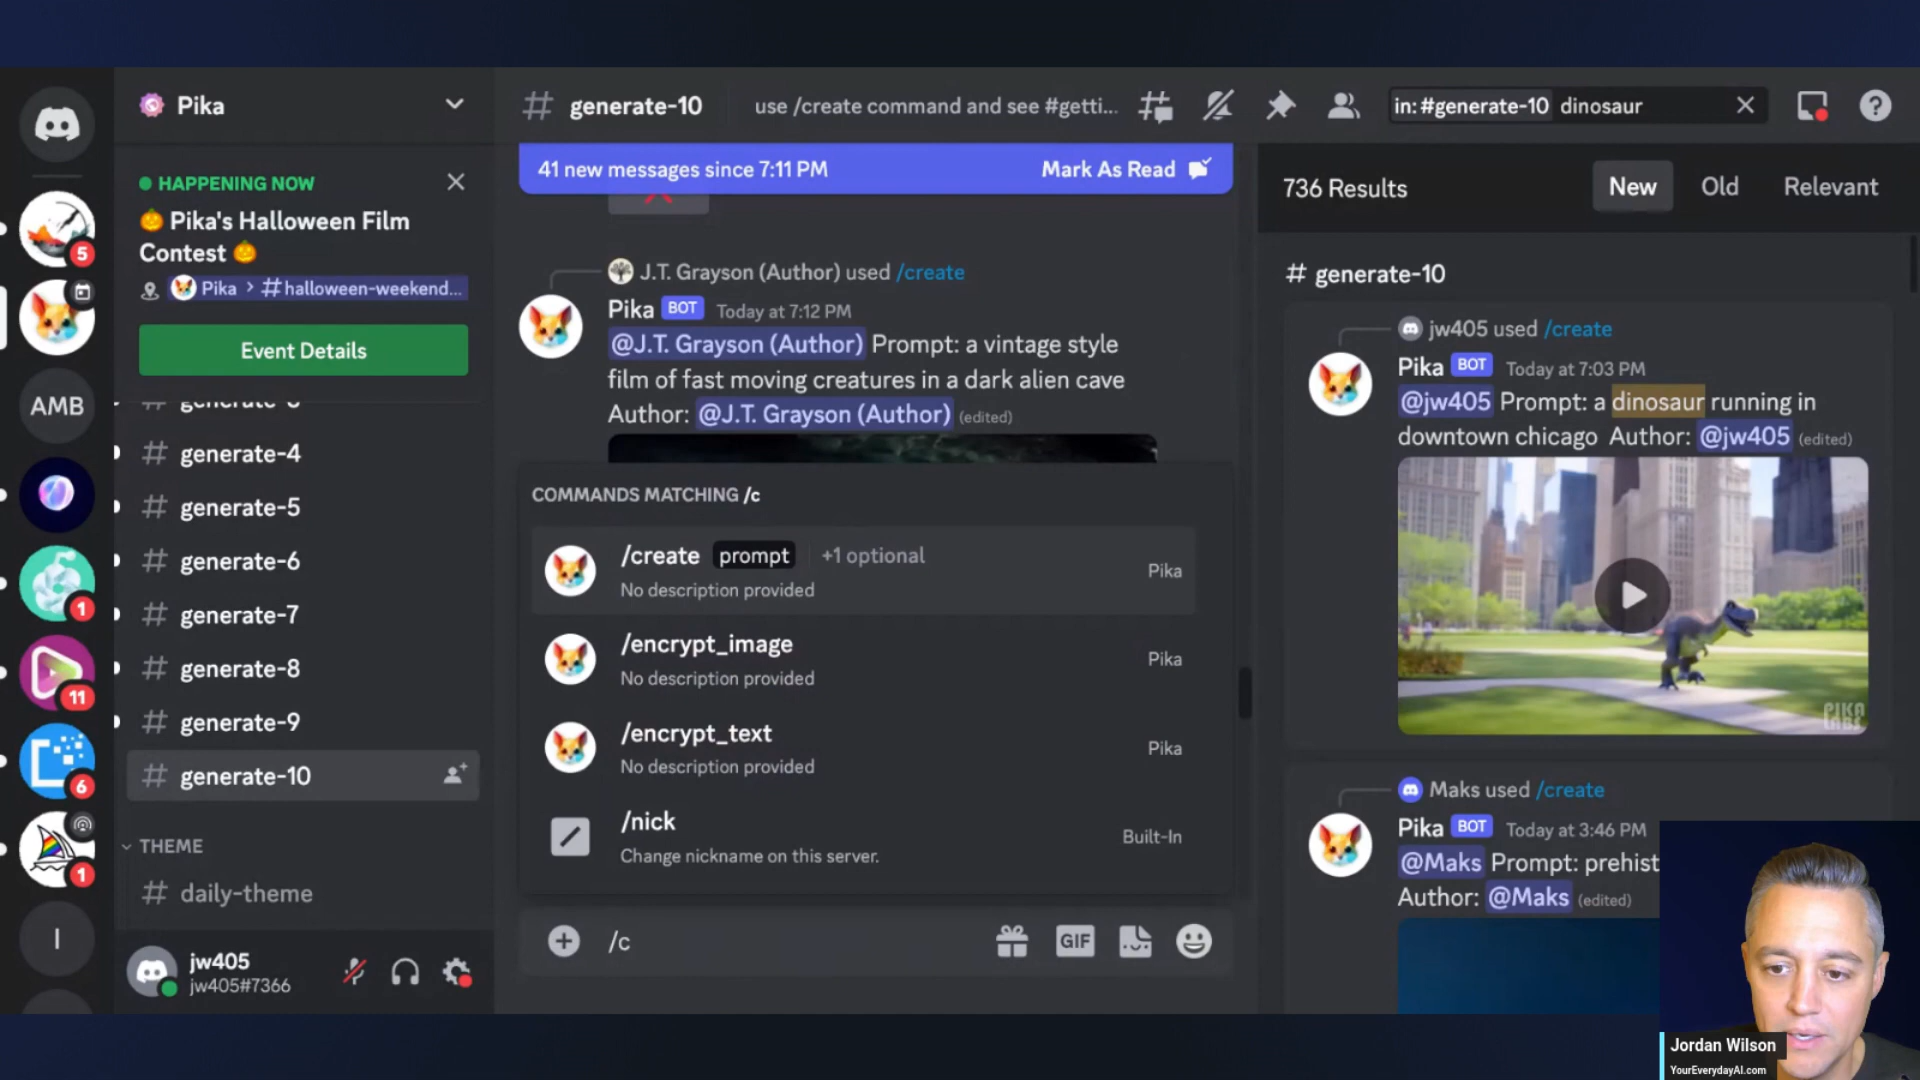 Pika
HAPPENING NOW
Pika's Halloween Film
Contest
Pika > #halloween-weekend...
Event Details
generate-4
generate-5
generate-6
generate-7
generate-8
generate-9
generate-10
THEME
daily-theme
jw405
jw405#7366
5
AMB
1
11
6
1
I
generate-10
use /create command and see #getti...
41 new messages since 7:11 PM
Mark As Read
J.T. Grayson (Author) used /create
Pika BOT Today at 7:12 PM
@J.T. Grayson (Author) Prompt: a vintage style
film of fast moving creatures in a dark alien cave
Author: @J.T. Grayson (Author) (edited)
COMMANDS MATCHING /c
/create prompt +1 optional
No description provided
Pika
/encrypt_image
No description provided
Pika
/encrypt_text
No description provided
Pika
/nick
Change nickname on this server.
Built-In
/c
GIF
in: #generate-10 dinosaur
736 Results
New
Old
Relevant
# generate-10
jw405 used /create
Pika BOT Today at 7:03 PM
@jw405 Prompt: a dinosaur running in
downtown chicago Author: @jw405 (edited)
PIKA
LABS
Maks used /create
Pika BOT Today at 3:46 PM
@Maks Prompt: prehist
Author: @Maks (edited)
Jordan Wilson
YourEverydayAI.com